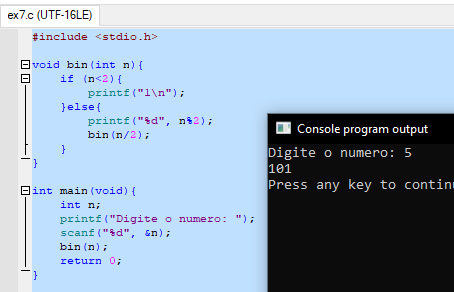 ex7.c (UTF-16LE)
#include <stdio.h>
void bin(int n){
if (n<2){
printf("1\n");
}else{
printf("%d", n%2);
bin(n/2);
}
}
int main(void){
int n;
printf("Digite o numero: ");
scanf("%d", &n);
bin(n);
return 0;
}
Console program output
Digite o numero: 5
101
Press any key to continu